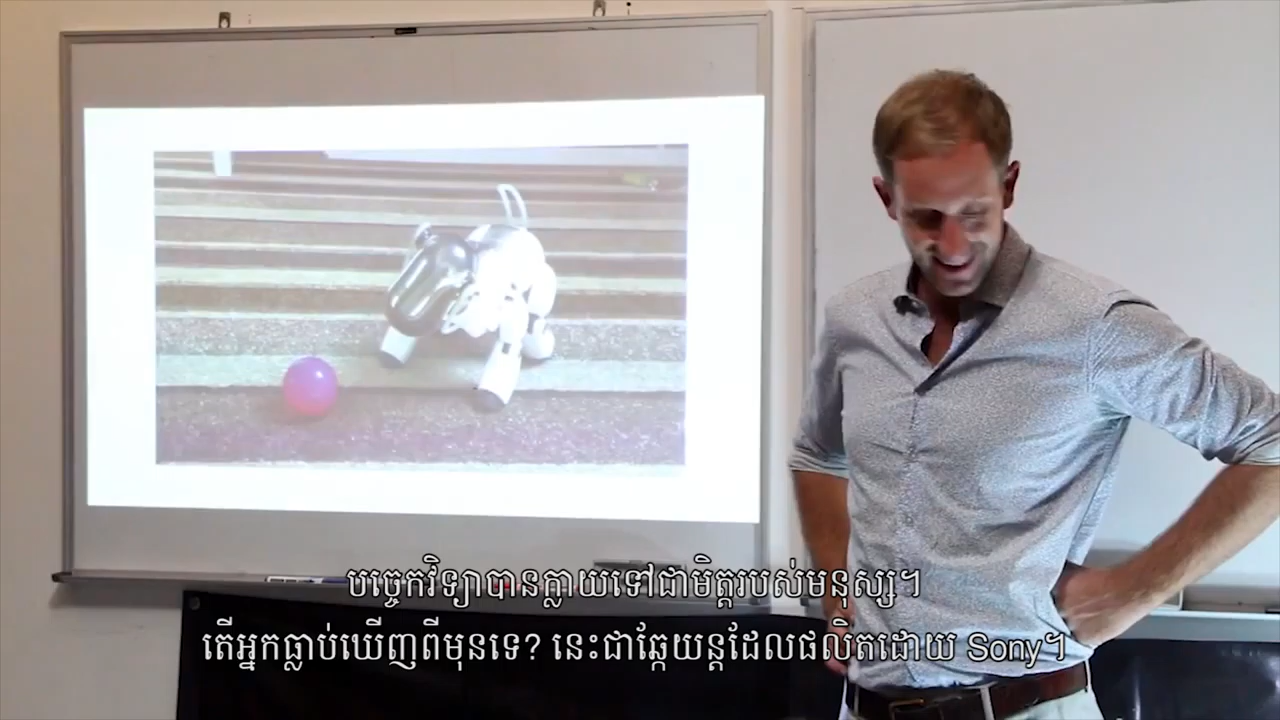 បច្ចេកវិទ្យាបានក្លាយទៅជាមិត្តរបស់មនុស្ស។
តើអ្នកធ្លាប់ឃើញពីមុនទេ? នេះជាឆ្កែយន្តដែលផលិតដោយ Sony។